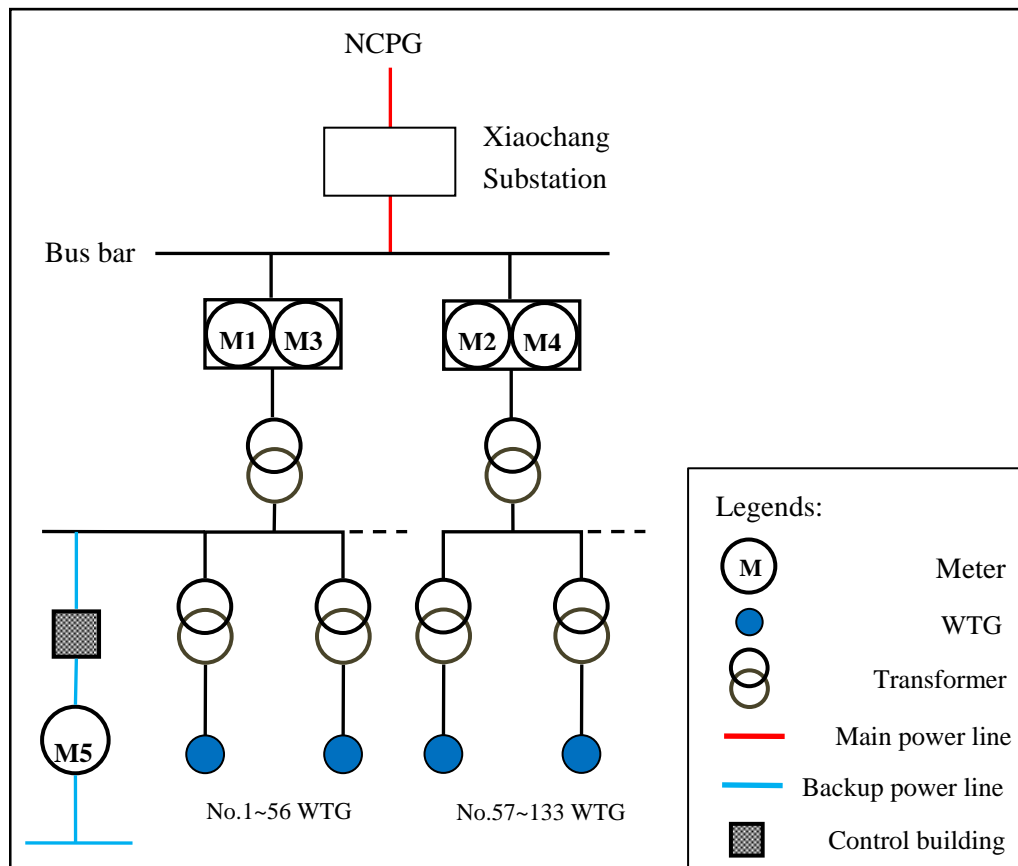 NCPG
Xiaochang
Substation
Bus bar
M1 M3 M2 M4
Legends:
M Meter
WTG
Transformer
M5
Main power line
No.1~56 WTG No.57~133 WTG
Backup power line
Control building